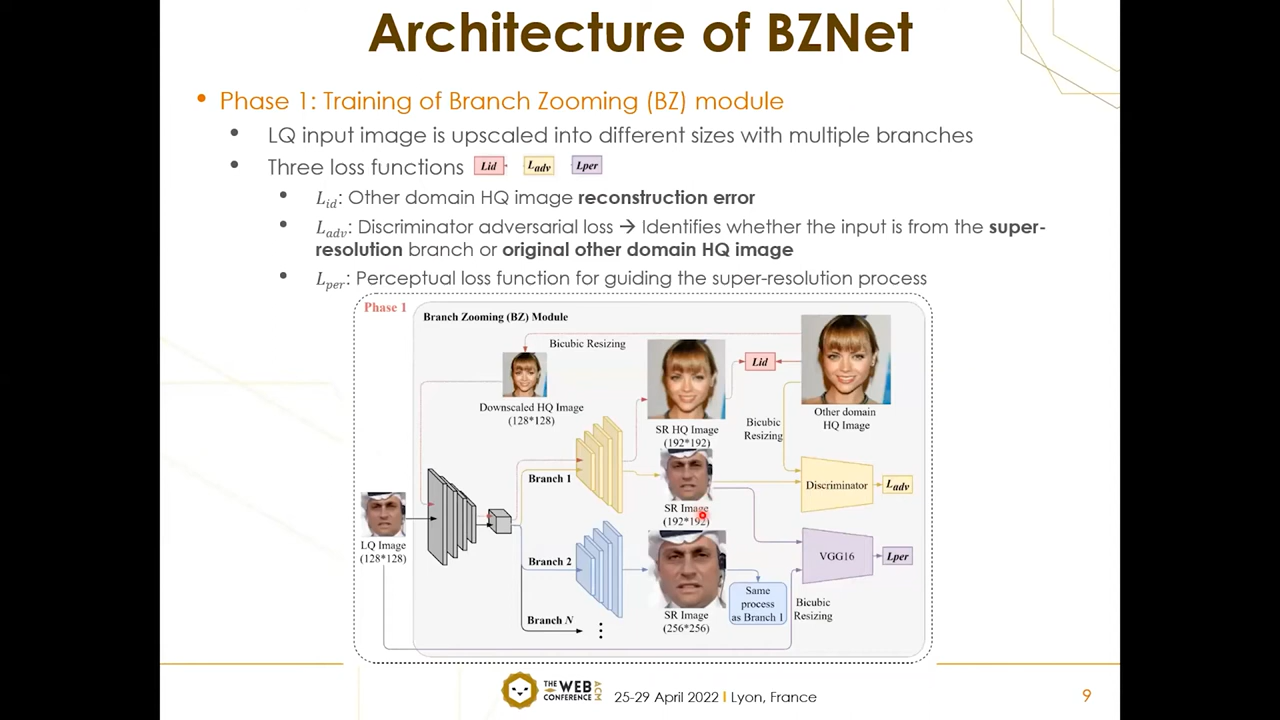 Architecture of BZNet
• Phase 1: Training of Branch Zooming (BZ) module
• LQ input image is upscaled into different sizes with multiple branches
• Three loss functions Lid Ladv Lper
• Lid: Other domain HQ image reconstruction error
• Ladv: Discriminator adversarial loss → Identifies whether the input is from the super-
resolution branch or original other domain HQ image
• Lper: Perceptual loss function for guiding the super-resolution process
Phase 1
Branch Zooming (BZ) Module
Bicubic Resizing
Downscaled HQ Image
(128*128)
SR HQ Image
(192*192)
Lid
Other domain
HQ Image
Bicubic
Resizing
Branch 1
SR Image
(192*192)
Discriminator
Ladv
LQ Image
(128*128)
Branch 2
SR Image
(256*256)
Same
process
as Branch 1
VGG16
Lper
Bicubic
Resizing
Branch N
THE WEB CONFERENCE ACM
25-29 April 2022 I Lyon, France
9